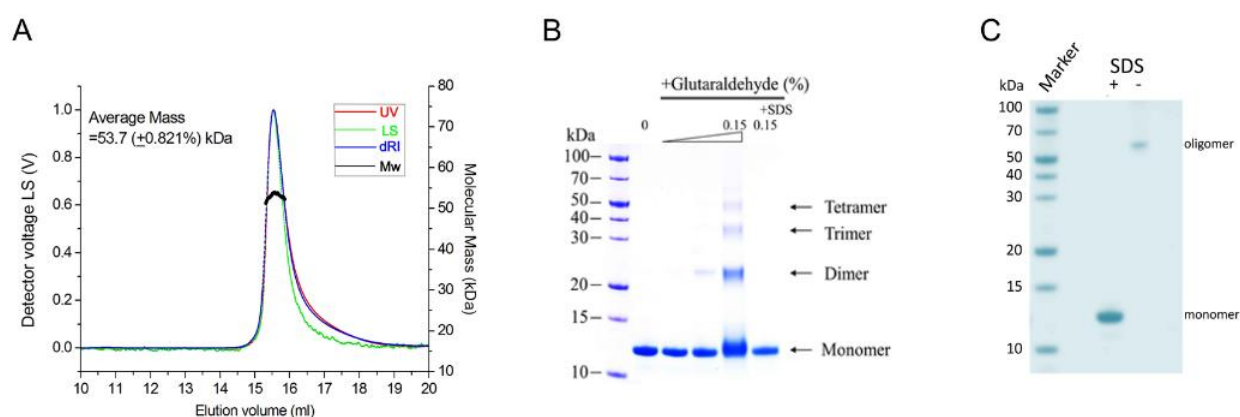 A
Average Mass
=53.7 (±0.821%) kDa
UV
LS
dRI
Mw
Detector voltage LS (V)
1.0
0.8
0.6
0.4
0.2
0.0
80
70
60
50
40
30
20
10
Molecular Mass (kDa)
10 11 12 13 14 15 16 17 18 19 20
Elution volume (ml)
B
+Glutaraldehyde (%)
+SDS
0 0.15 0.15
kDa
100
70
50
40
30
20
15
10
Tetramer
Trimer
Dimer
Monomer
C
Marker
SDS
kDa + -
100
70
50
40
30
20
15
10
oligomer
monomer